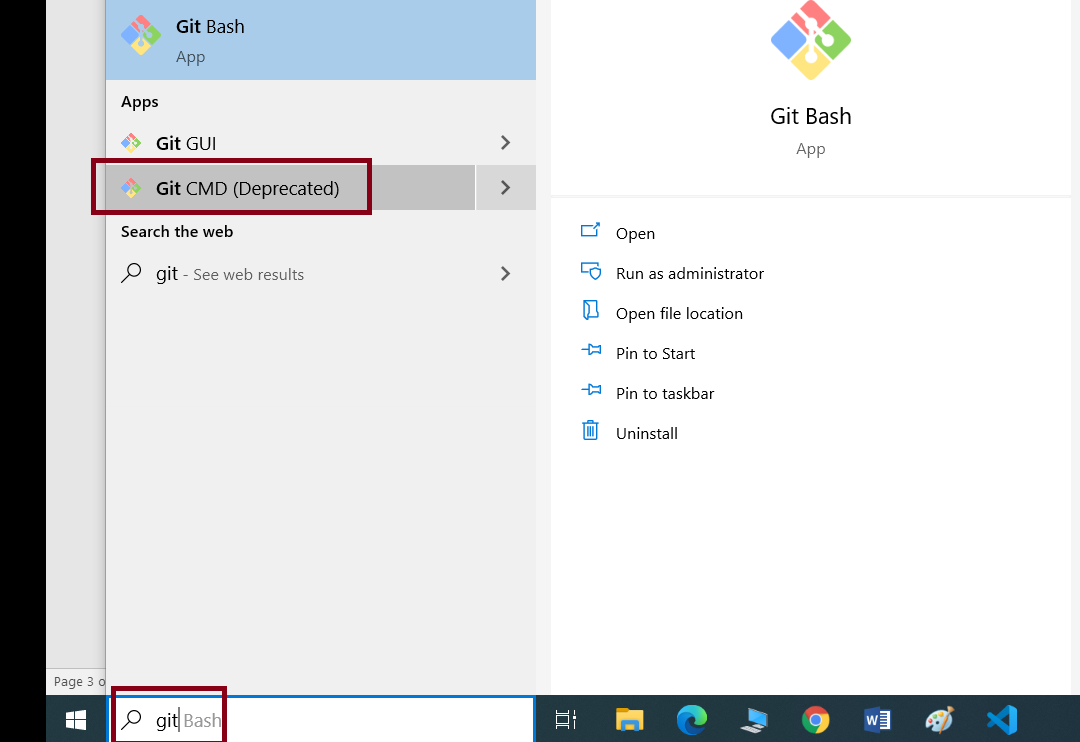 Git Bash
App
Apps
Git GUI
Git CMD (Deprecated)
Search the web
git - See web results
Git Bash
App
Open
Run as administrator
Open file location
Pin to Start
Pin to taskbar
Uninstall
Page 3 o
git Bash